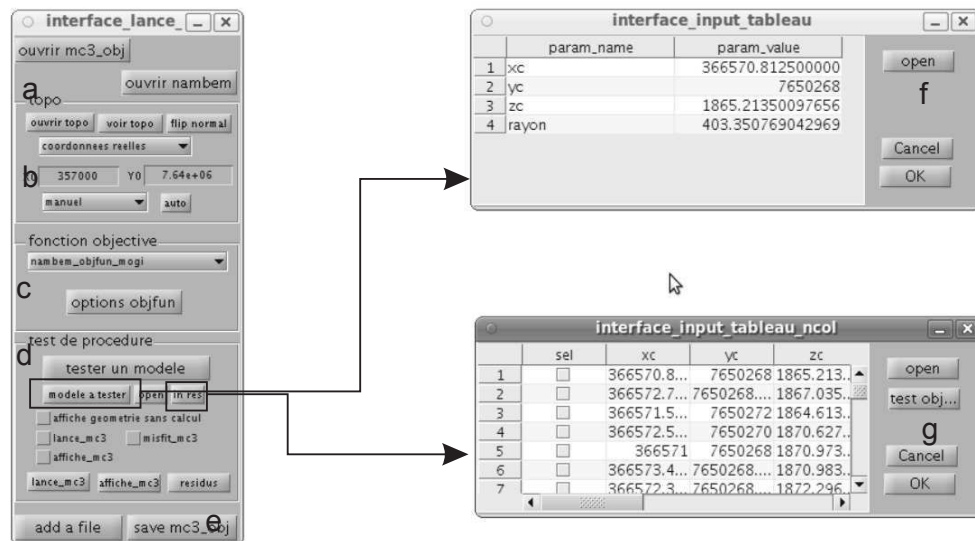 interface_lance_
ouvrir mc3_obj
a
ouvrir nambem
topo
ouvrir topo voir topo flip normal
coordonnees reelles
b 357000 Y0 7.64e+06
manuel auto
fonction objective
nambem_objfun_mogi
c
options objfun
test de procedure
d
tester un modele
modele a tester open in res
affiche geometrie sans calcul
lance_mc3 misfit_mc3
affiche_mc3
lance_mc3 affiche_mc3 residus
add a file save mc3_obj
e
interface_input_tableau
param_name param_value
1 xc 366570.812500000
2 yc 7650268
3 zc 1865.21350097656
4 rayon 403.350769042969
open
f
Cancel
OK
interface_input_tableau_ncol
sel xc yc zc
1 366570.8... 7650268 1865.213..
2 366572.7... 7650268.... 1867.035..
3 366571.5... 7650272 1864.613..
4 366572.5... 7650270 1870.627..
5 366571 7650268 1870.973..
6 366573.4... 7650268.... 1870.983..
7 366572.3... 7650268.... 1872.296..
open
test obj...
g
Cancel
OK